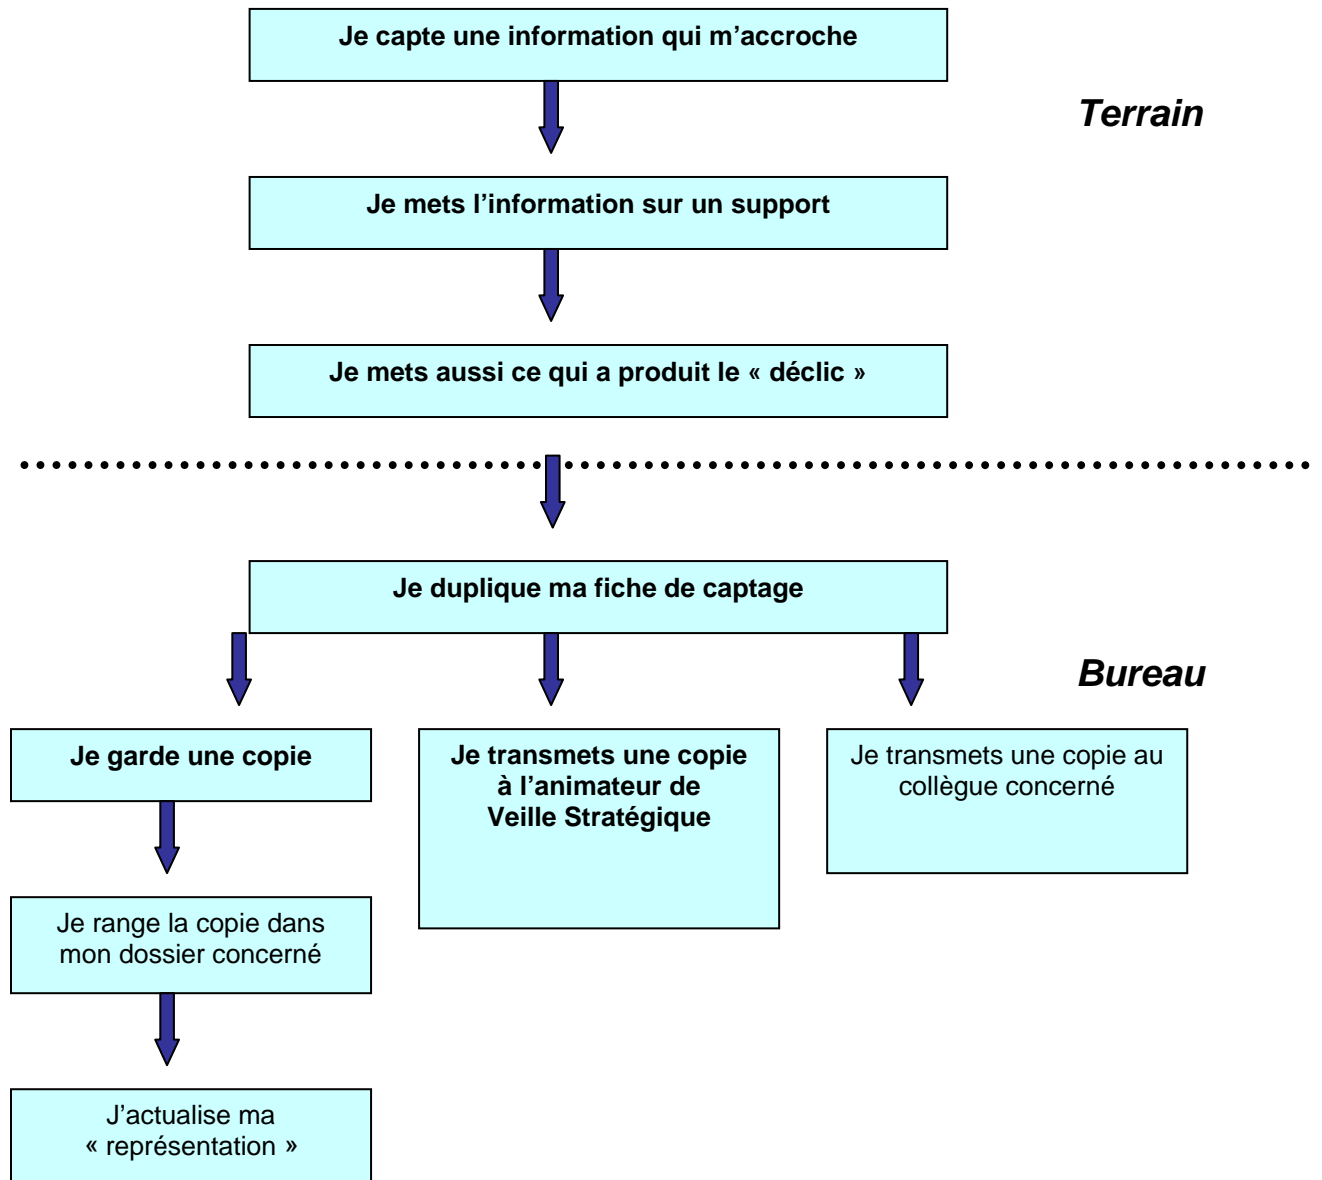 Je capte une information qui m’accroche
Terrain
Je mets l’information sur un support
Je mets aussi ce qui a produit le « déclic »
Je duplique ma fiche de captage
Bureau
Je garde une copie
Je transmets une copie
à l’animateur de
Veille Stratégique
Je transmets une copie au
collègue concerné
Je range la copie dans
mon dossier concerné
J’actualise ma
« représentation »